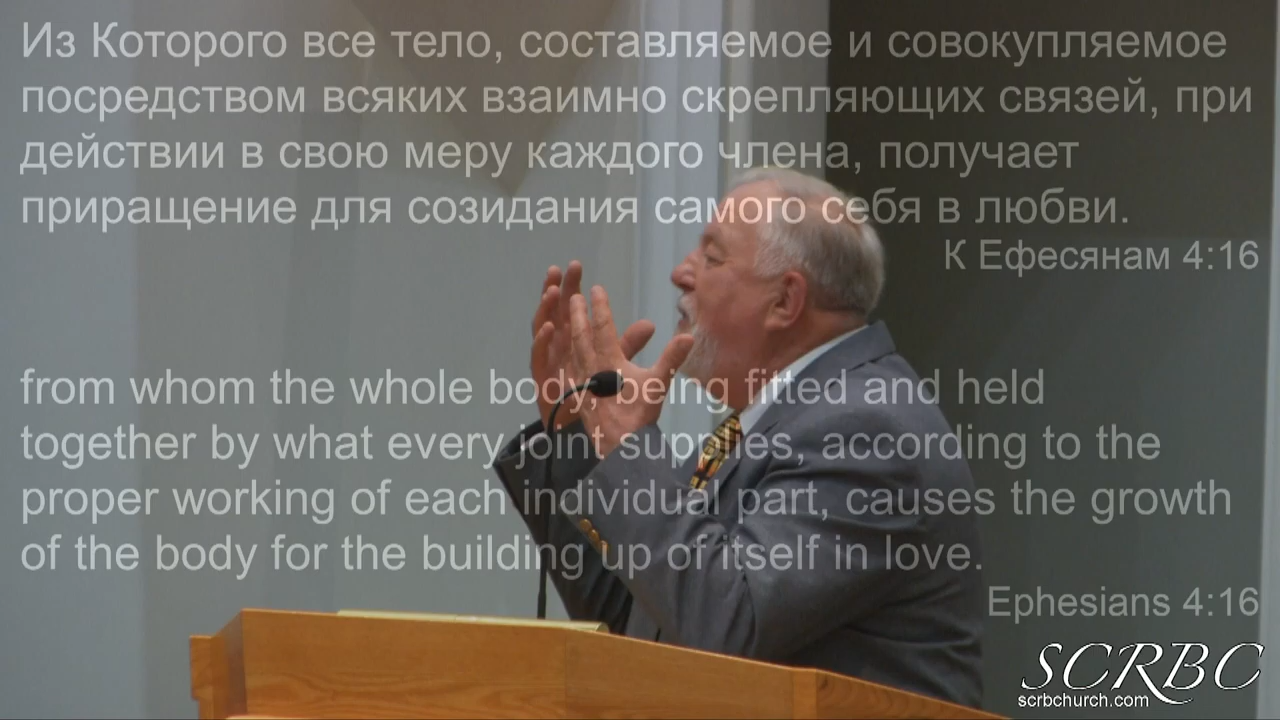 Из Которого все тело, составляемое и совокупляемое
посредством всяких взаимно скрепляющих связей, при
действии в свою меру каждого члена, получает
приращение для созидания самого себя в любви.
К Ефесянам 4:16
from whom the whole body, being fitted and held
together by what every joint supplies, according to the
proper working of each individual part, causes the growth
of the body for the building up of itself in love.
Ephesians 4:16
SCRBC
scrbchurch.com